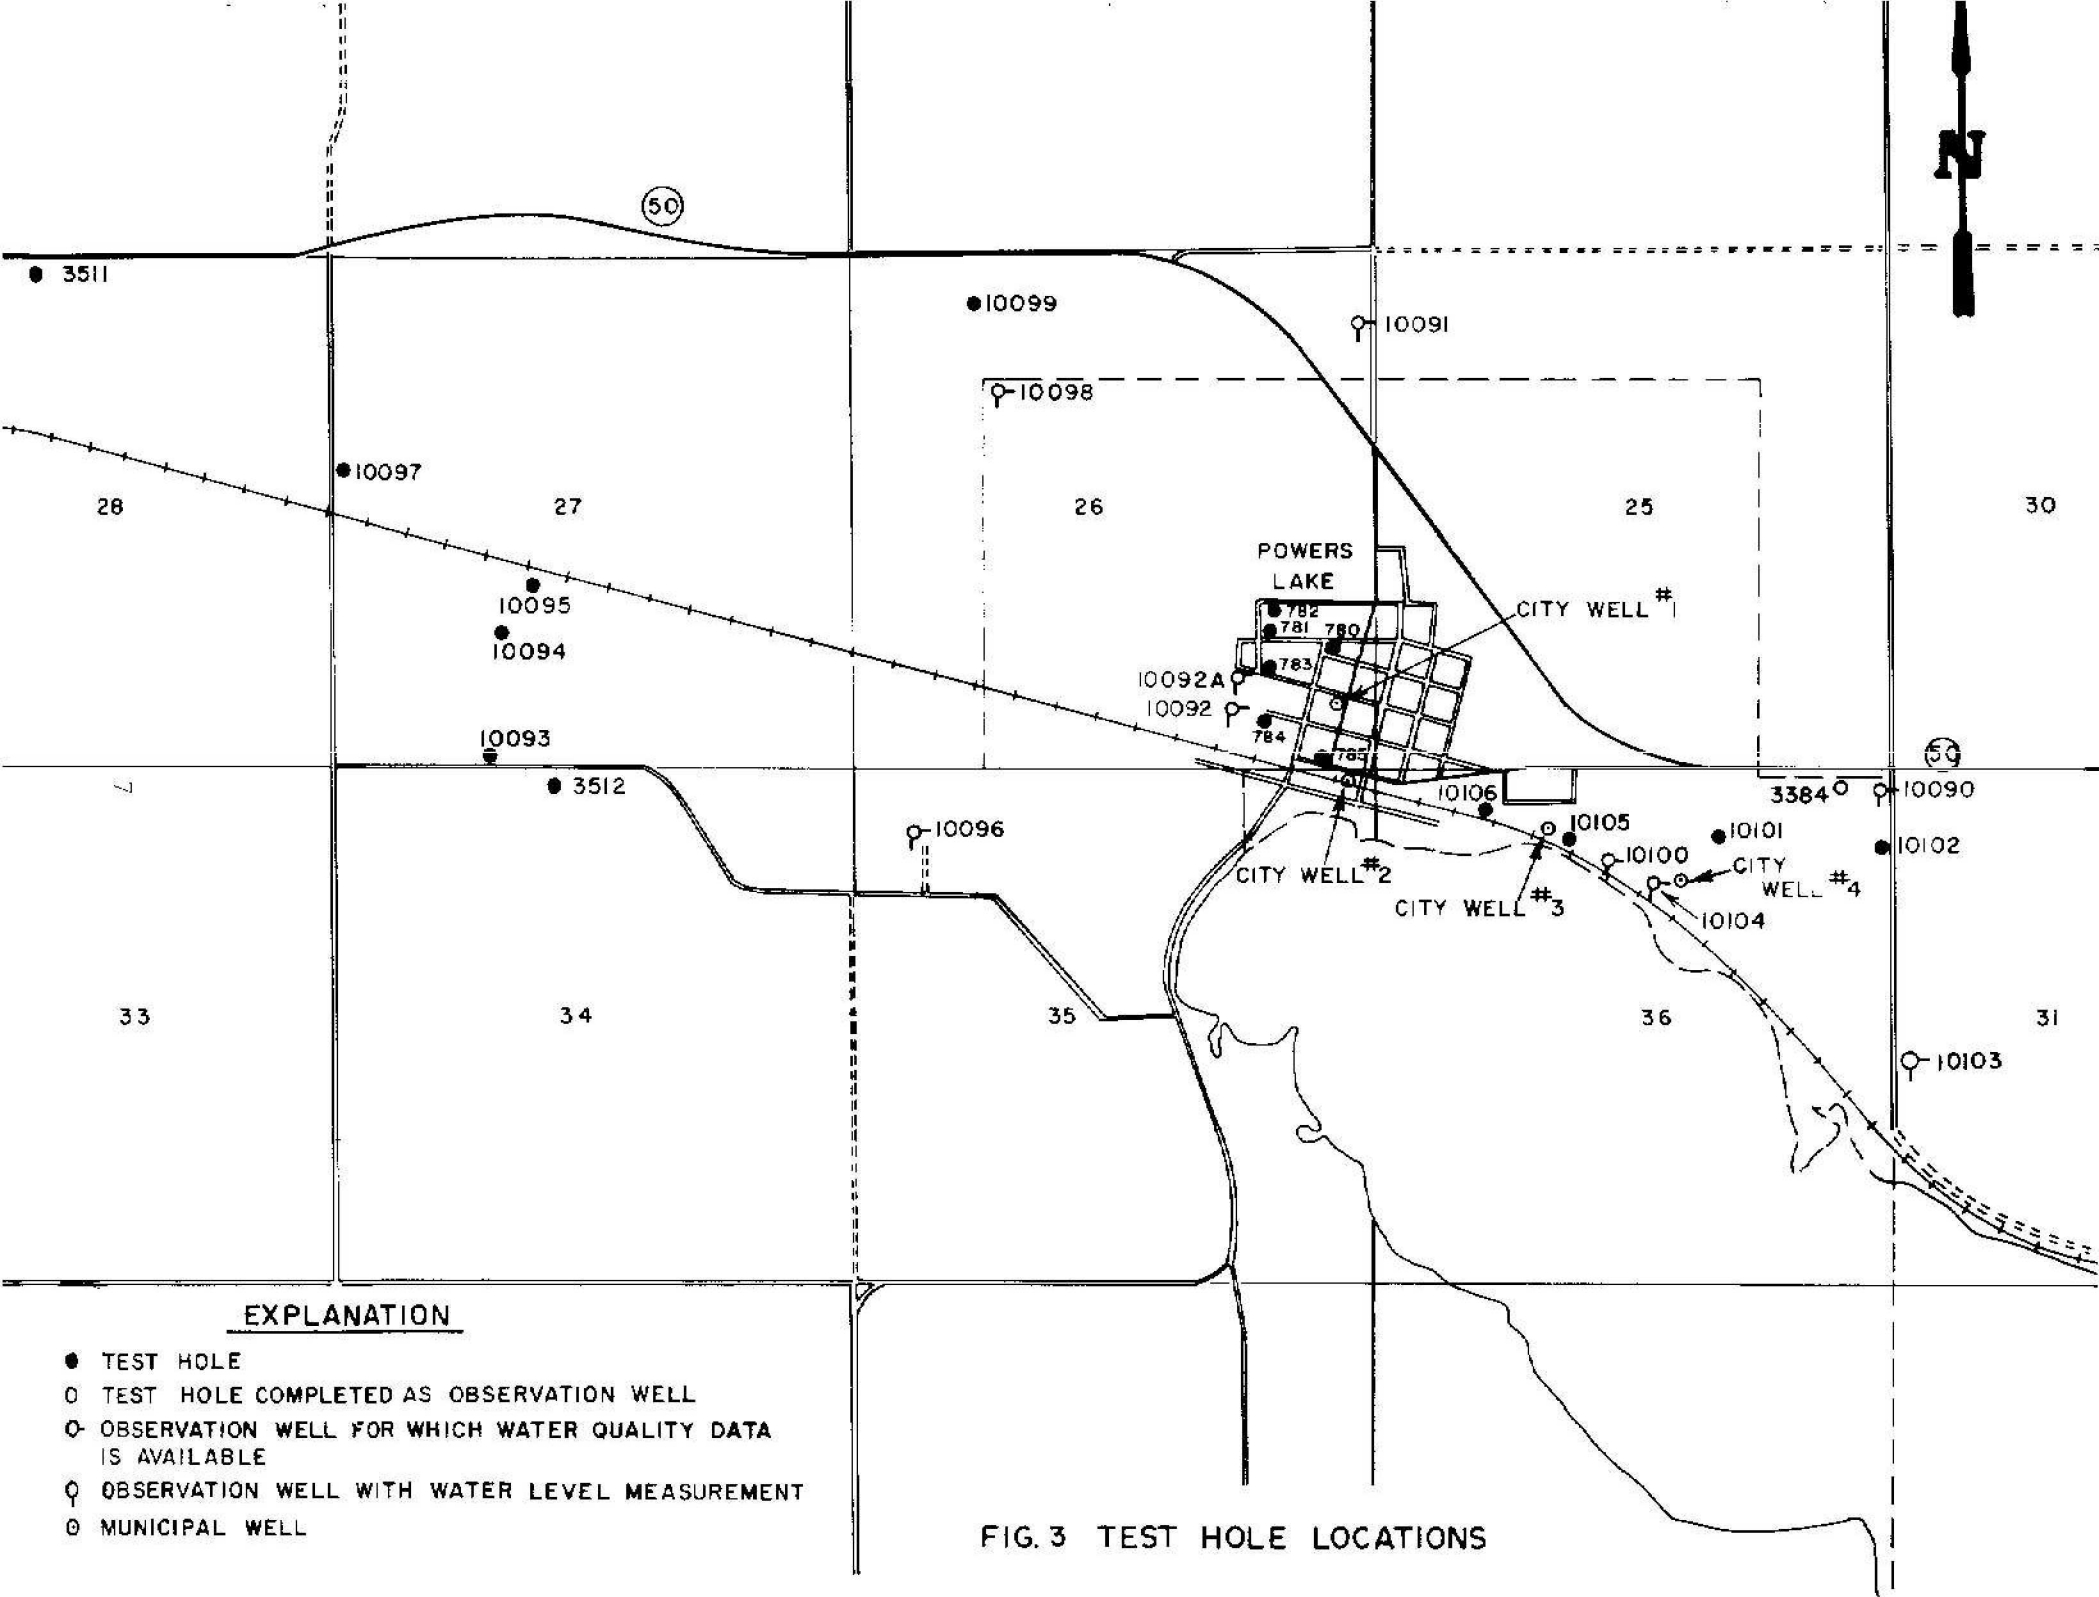 N
50
3511
10099
10091
10098
10097
28
27
26
25
30
POWERS
LAKE
10095
782
CITY WELL #1
781
780
10094
783
10092A
10092
784
10093
785
50
3512
10106
3384
10090
10096
10105
10101
10102
10100
CITY
WELL #4
CITY WELL #2
CITY WELL #3
10104
33
34
35
36
31
10103
EXPLANATION
TEST HOLE
TEST HOLE COMPLETED AS OBSERVATION WELL
OBSERVATION WELL FOR WHICH WATER QUALITY DATA
IS AVAILABLE
OBSERVATION WELL WITH WATER LEVEL MEASUREMENT
MUNICIPAL WELL
FIG. 3 TEST HOLE LOCATIONS